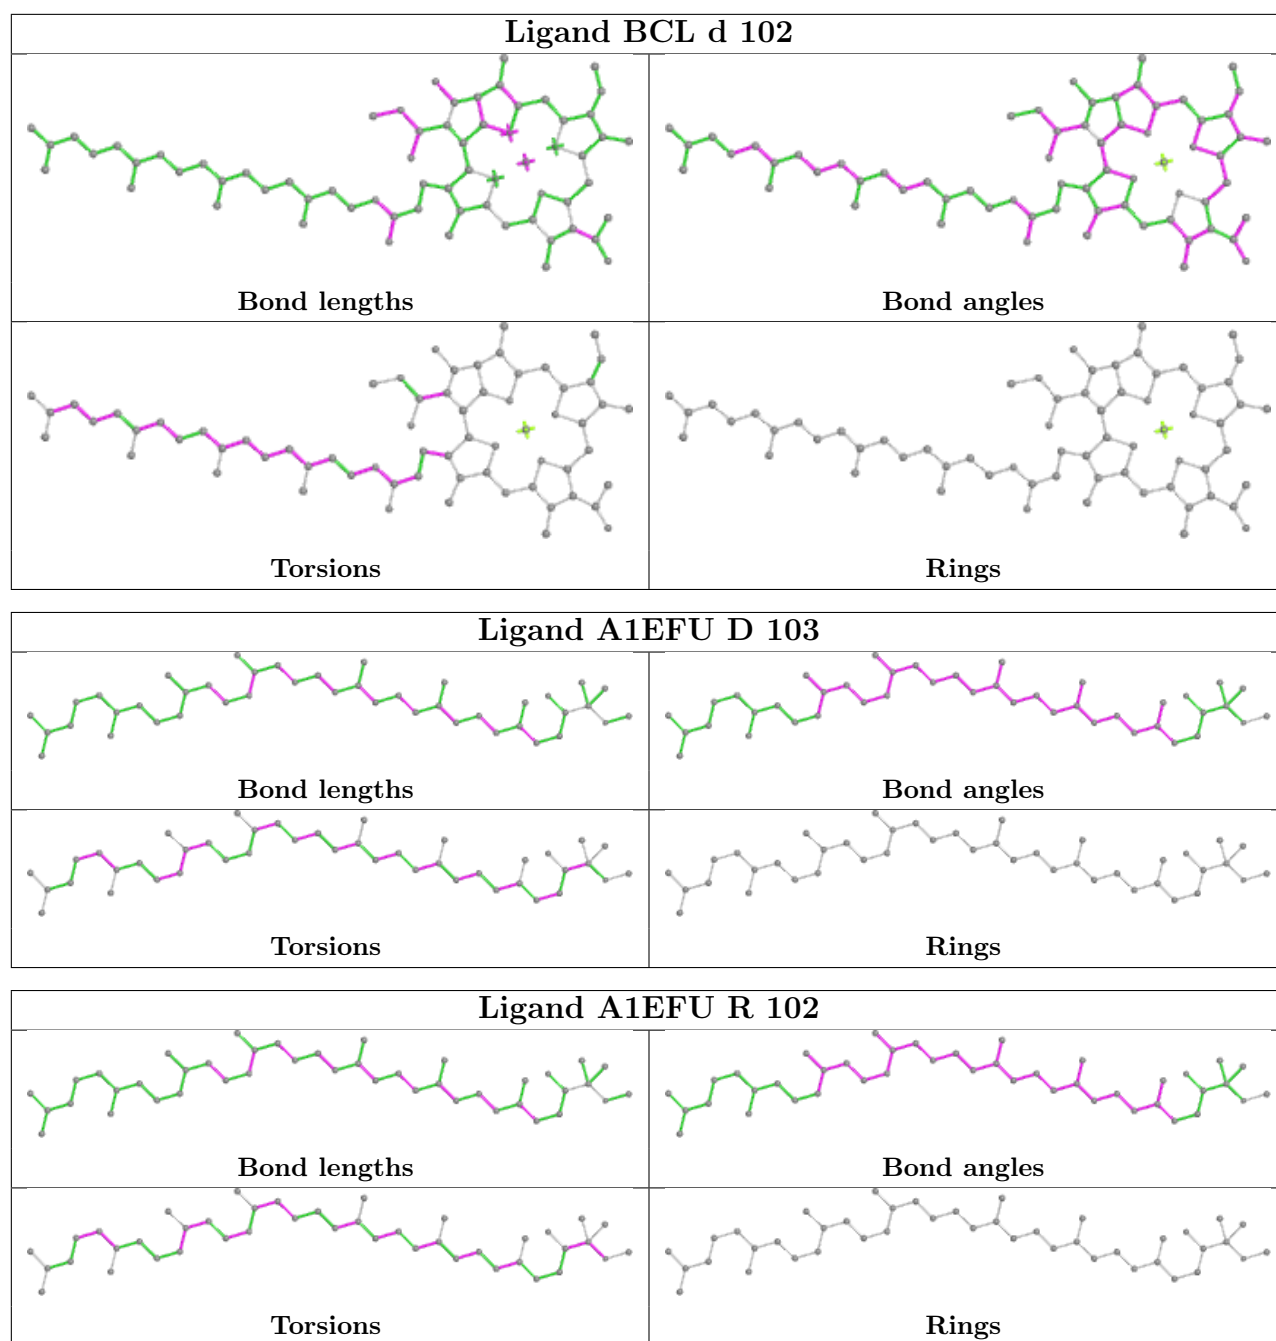 Ligand BCL d 102
Bond lengths
Bond angles
Torsions
Rings
Ligand A1EFU D 103
Bond lengths
Bond angles
Torsions
Rings
Ligand A1EFU R 102
Bond lengths
Bond angles
Torsions
Rings